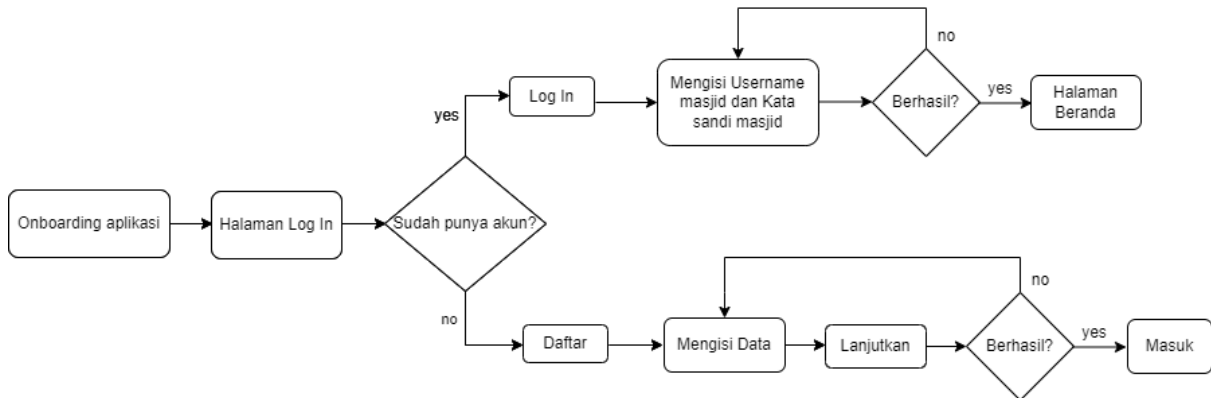 no
Log In
Mengisi Username
masjid dan Kata
sandi masjid
Berhasil?
yes
Halaman
Beranda
yes
Onboarding aplikasi
Halaman Log In
Sudah punya akun?
no
no
Daftar
Mengisi Data
Lanjutkan
Berhasil?
yes
Masuk